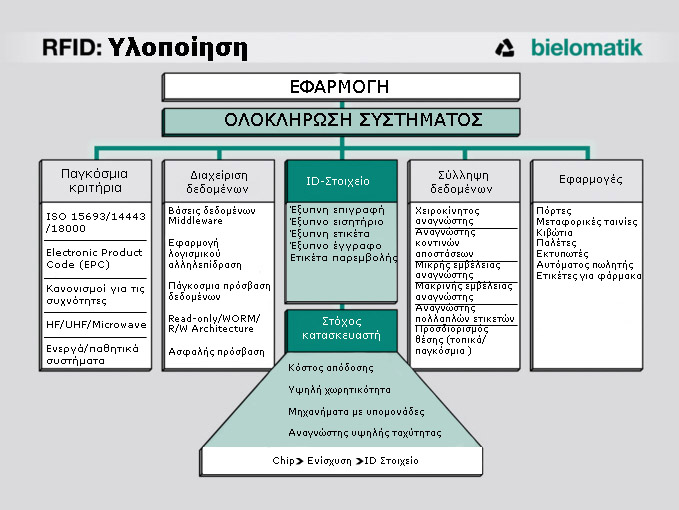 RFID: Υλοποίηση
bielomatik
ΕΦΑΡΜΟΓΗ
ΟΛΟΚΛΗΡΩΣΗ ΣΥΣΤΗΜΑΤΟΣ
Παγκόσμια
κριτήρια
ISO 15693/14443
/18000
Electronic Product
Code (EPC)
Κανονισμοί για τις
συχνότητες
HF/UHF/Microwave
Ενεργά/παθητικά
συστήματα
Διαχείριση
δεδομένων
Βάσεις δεδομένων
Middleware
Εφαρμογή
λογισμικού
αλληλεπίδραση
Πάγκοσμια πρόσβαση
δεδομένων
Read-only/WORM/
R/W Architecture
Ασφαλής πρόσβαση
ID-Στοιχείο
Έξυπνη επιγραφή
Έξυπνο εισητήριο
Έξυπνη ετικέτα
Έξυπνο έγγραφο
Ετικέτα παρεμβολής
Στόχος
κατασκευαστή
Κόστος απόδοσης
Υψηλή χωρητικότητα
Μηχανήματα με υπομονάδες
Αναγνώστης υψηλής ταχύτητας
Chip > Ενίσχυση > ID Στοιχείο
Σύλληψη
δεδομένων
Χειροκίνητος
αναγνώστης
Αναγνώστης
κοντινών
αποστάσεων
Μικρής εμβέλειας
αναγνώστης
Μακρινής εμβέλειας
αναγνώστης
Αναγνώστης
πολλαπλών ετικετών
Προσδιορισμός
θέσης (τοπικά/
παγκόσμια )
Εφαρμογές
Πόρτες
Μεταφορικές ταινίες
Κιβώτια
Παλέτες
Εκτυπωτές
Αυτόματος πωλητής
Ετικέτες για φάρμακα